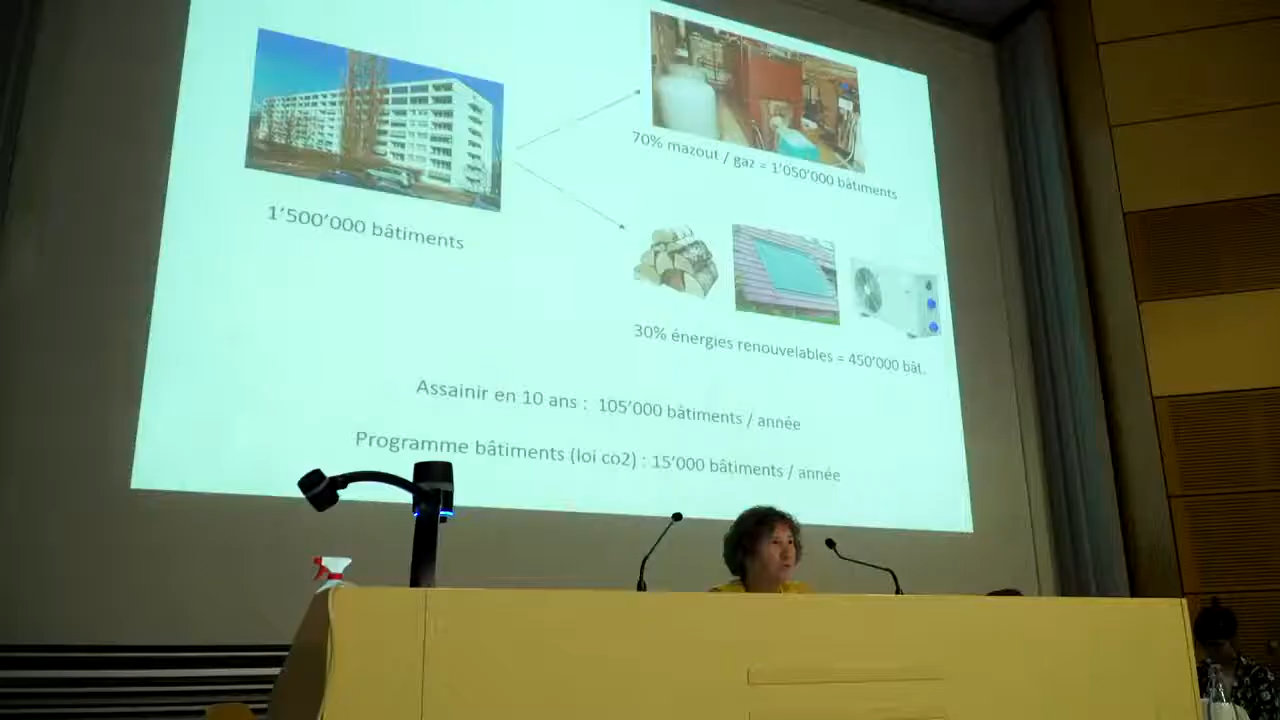 70% mazout / gaz = 1’050’000 bâtiments
1’500’000 bâtiments
30% énergies renouvelables = 450’000 bât.
Assainir en 10 ans : 105’000 bâtiments / année
Programme bâtiments (loi co2) : 15’000 bâtiments / année